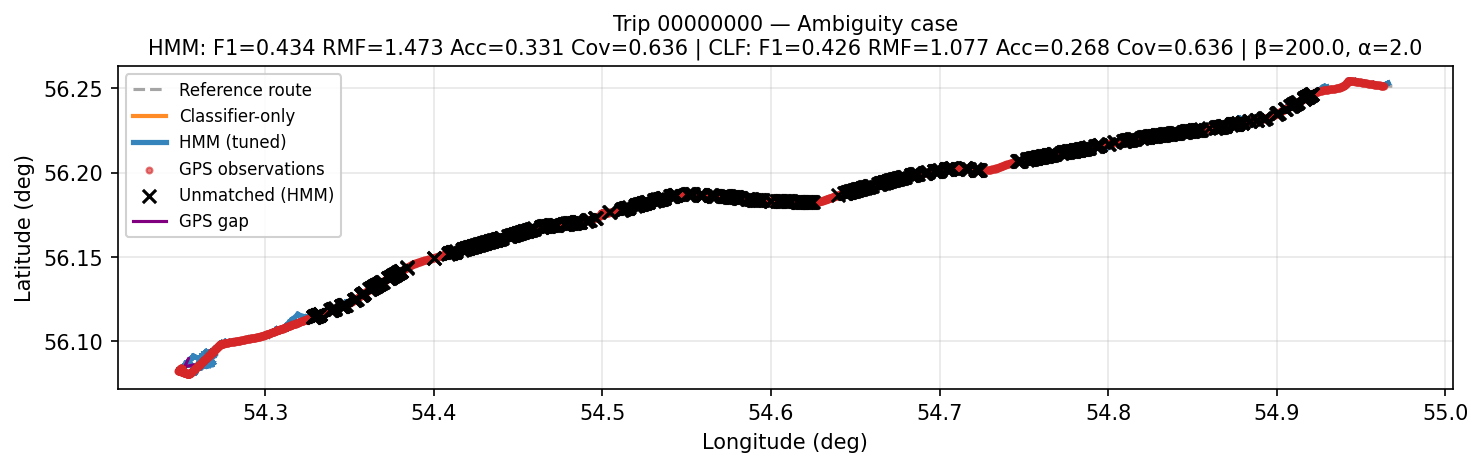 Trip 00000000 — Ambiguity case
HMM: F1=0.434 RMF=1.473 Acc=0.331 Cov=0.636 | CLF: F1=0.426 RMF=1.077 Acc=0.268 Cov=0.636 | β=200.0, α=2.0
Reference route
Classifier-only
HMM (tuned)
GPS observations
Unmatched (HMM)
GPS gap
Latitude (deg)
56.25
56.20
56.15
56.10
54.3 54.4 54.5 54.6 54.7 54.8 54.9 55.0
Longitude (deg)